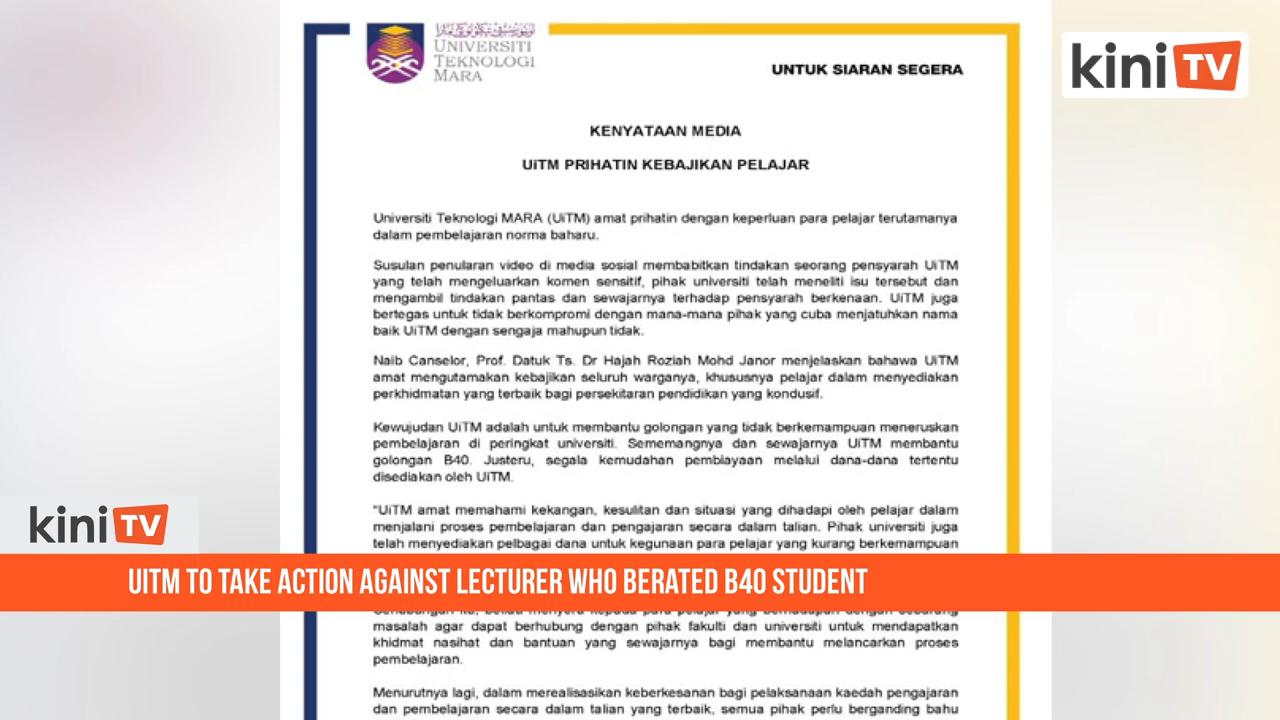 UNIVERSITI
TEKNOLOGI
MARA
kini TV
UNTUK SIARAN SEGERA
KENYATAAN MEDIA
UiTM PRIHATIN KEBAJIKAN PELAJAR
Universiti Teknologi MARA (UiTM) amat prihatin dengan keperluan para pelajar terutamanya
dalam pembelajaran norma baharu.
Susulan penularan video di media sosial membabitkan tindakan seorang pensyarah UiTM
yang telah mengeluarkan komen sensitif, pihak universiti telah meneliti isu tersebut dan
mengambil tindakan pantas dan sewajarnya terhadap pensyarah berkenaan. UiTM juga
bertegas untuk tidak berkompromi dengan mana-mana pihak yang cuba menjatuhkan nama
baik UiTM dengan sengaja mahupun tidak.
Naib Canselor, Prof. Datuk Ts. Dr Hajah Roziah Mohd Janor menjelaskan bahawa UiTM
amat mengutamakan kebajikan seluruh warganya, khususnya pelajar dalam menyediakan
perkhidmatan yang terbaik bagi persekitaran pendidikan yang kondusif.
Kewujudan UiTM adalah untuk membantu golongan yang tidak berkemampuan meneruskan
pembelajaran di peringkat universiti. Sememangnya dan sewajarnya UiTM membantu
golongan B40. Justeru, segala kemudahan pembiayaan melalui dana-dana tertentu
disediakan oleh UiTM.
"UiTM amat memahami kekangan, kesulitan dan situasi yang dihadapi oleh pelajar dalam
menjalani proses pembelajaran dan pengajaran secara dalam talian. Pihak universiti juga
telah menyediakan pelbagai dana untuk kegunaan para pelajar yang kurang berkemampuan
kini TV
UITM TO TAKE ACTION AGAINST LECTURER WHO BERATED B40 STUDENT
masalah agar dapat berhubung dengan pihak fakulti dan universiti untuk mendapatkan
khidmat nasihat dan bantuan yang sewajarnya bagi membantu melancarkan proses
pembelajaran.
Menurutnya lagi, dalam merealisasikan keberkesanan bagi pelaksanaan kaedah pengajaran
dan pembelajaran secara dalam talian yang terbaik, semua pihak perlu berganding bahu